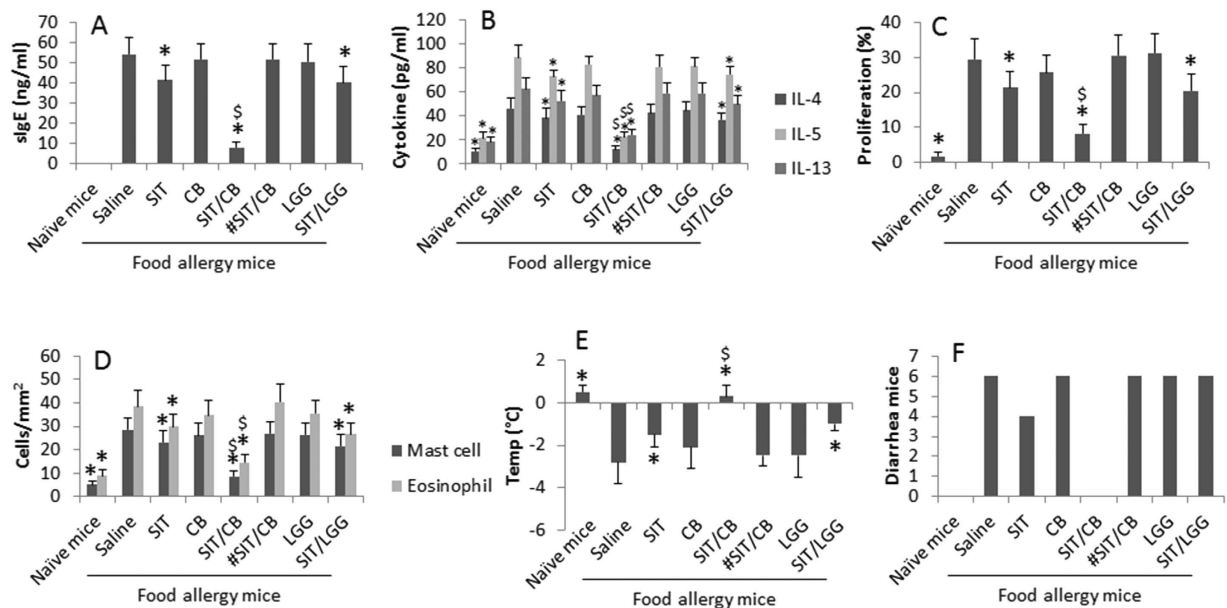 A
sIgE (ng/ml)
70
60
50
40
30
20
10
0
*
*
$
*
Naïve mice
Saline
SIT
CB
SIT/CB
#SIT/CB
LGG
SIT/LGG
Food allergy mice
B
Cytokine (pg/ml)
120
100
80
60
40
20
0
* * *
* * *
$ $ $
* * *
* * *
IL-4
IL-5
IL-13
Naïve mice
Saline
SIT
CB
SIT/CB
#SIT/CB
LGG
SIT/LGG
Food allergy mice
C
Proliferation (%)
40
30
20
10
0
*
*
$
*
*
Naïve mice
Saline
SIT
CB
SIT/CB
#SIT/CB
LGG
SIT/LGG
Food allergy mice
D
Cells/mm²
60
50
40
30
20
10
0
* *
* *
$ $
* *
* *
Mast cell
Eosinophil
Naïve mice
Saline
SIT
CB
SIT/CB
#SIT/CB
LGG
SIT/LGG
Food allergy mice
E
Temp (°C)
2
0
-2
-4
-6
*
*
$
*
*
Naïve mice
Saline
SIT
CB
SIT/CB
#SIT/CB
LGG
SIT/LGG
Food allergy mice
F
Diarrhea mice
7
6
5
4
3
2
1
0
Naïve mice
Saline
SIT
CB
SIT/CB
#SIT/CB
LGG
SIT/LGG
Food allergy mice